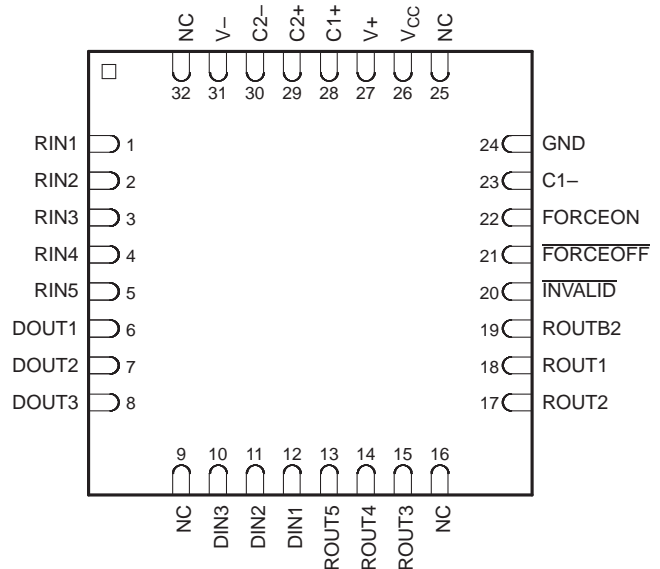 NC V– C2– C2+ C1+ V+ VCC NC
32 31 30 29 28 27 26 25
RIN1 1
RIN2 2
RIN3 3
RIN4 4
RIN5 5
DOUT1 6
DOUT2 7
DOUT3 8
24 GND
23 C1–
22 FORCEON
21 FORCEOFF
20 INVALID
19 ROUTB2
18 ROUT1
17 ROUT2
9 10 11 12 13 14 15 16
NC DIN3 DIN2 DIN1 ROUT5 ROUT4 ROUT3 NC